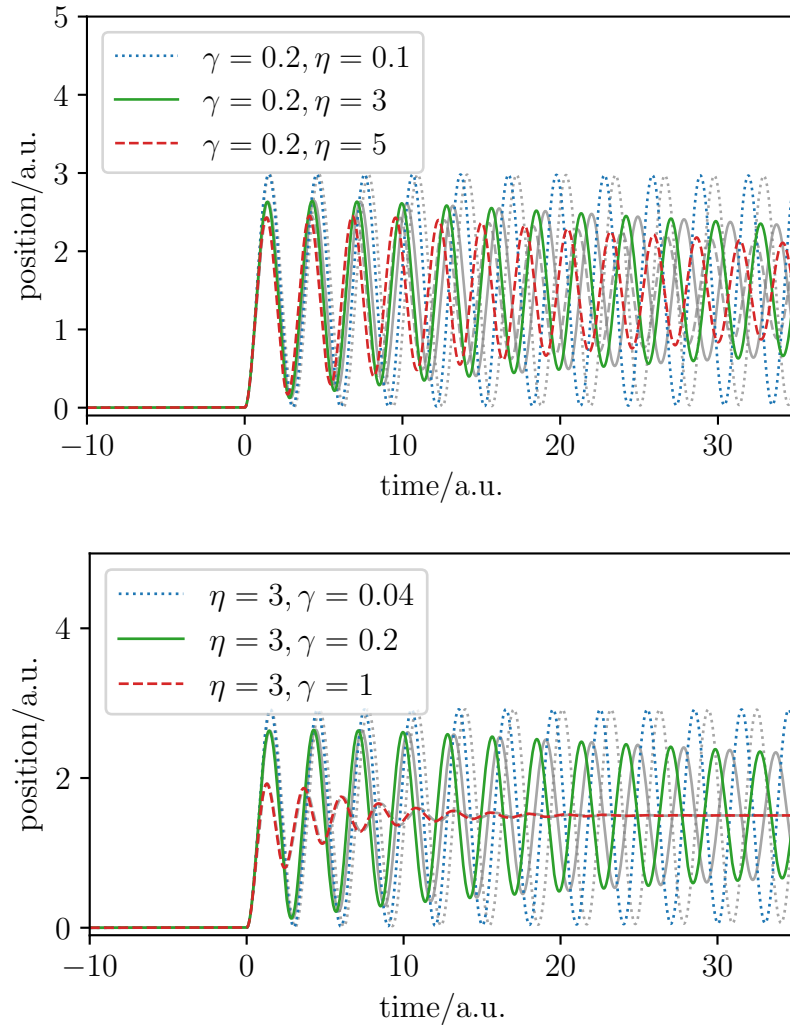 5
4
3
2
1
0
position/a.u.
γ = 0.2, η = 0.1
γ = 0.2, η = 3
γ = 0.2, η = 5
−10 0 10 20 30
time/a.u.
4
2
0
position/a.u.
η = 3, γ = 0.04
η = 3, γ = 0.2
η = 3, γ = 1
−10 0 10 20 30
time/a.u.